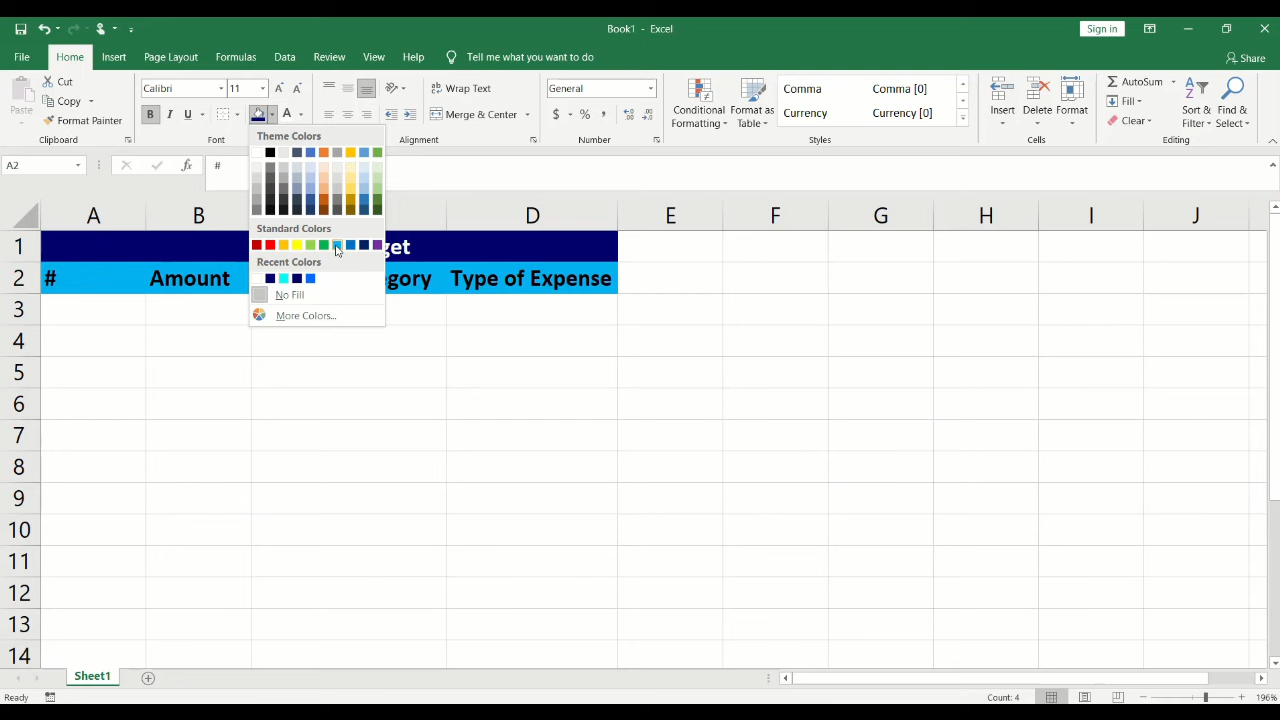 Book1 - Excel
Sign in
File Home Insert Page Layout Formulas Data Review View Help Tell me what you want to do
Share
Paste
Cut
Copy
Format Painter
Clipboard
Calibri 11
B I U
Font
Wrap Text
Merge & Center
Alignment
General
$ % ,
Number
Conditional Formatting
Format as Table
Comma Comma [0]
Currency Currency [0]
Styles
Insert Delete Format
Cells
AutoSum
Fill
Clear
Sort & Filter
Find & Select
Editing
Theme Colors
Standard Colors
Recent Colors
No Fill
More Colors...
A2 fx #
A B D E F G H I J
1 get
2 # Amount gory Type of Expense
3
4
5
6
7
8
9
10
11
12
13
14
Sheet1
Ready Count: 4 196%